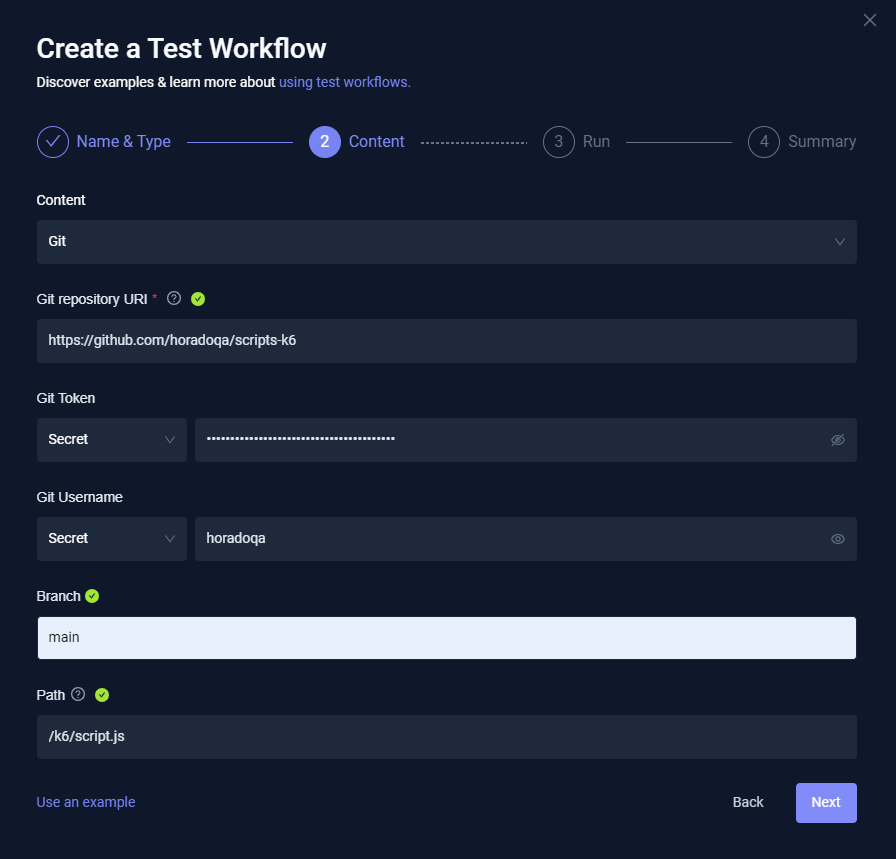 Create a Test Workflow
Discover examples & learn more about using test workflows.
Name & Type
2 Content
3 Run
4 Summary
Content
Git
Git repository URI *
https://github.com/horadoqa/scripts-k6
Git Token
Secret ••••••••••••••••••••••••••••••••••••••••
Git Username
Secret horadoqa
Branch
main
Path
/k6/script.js
Use an example Back Next